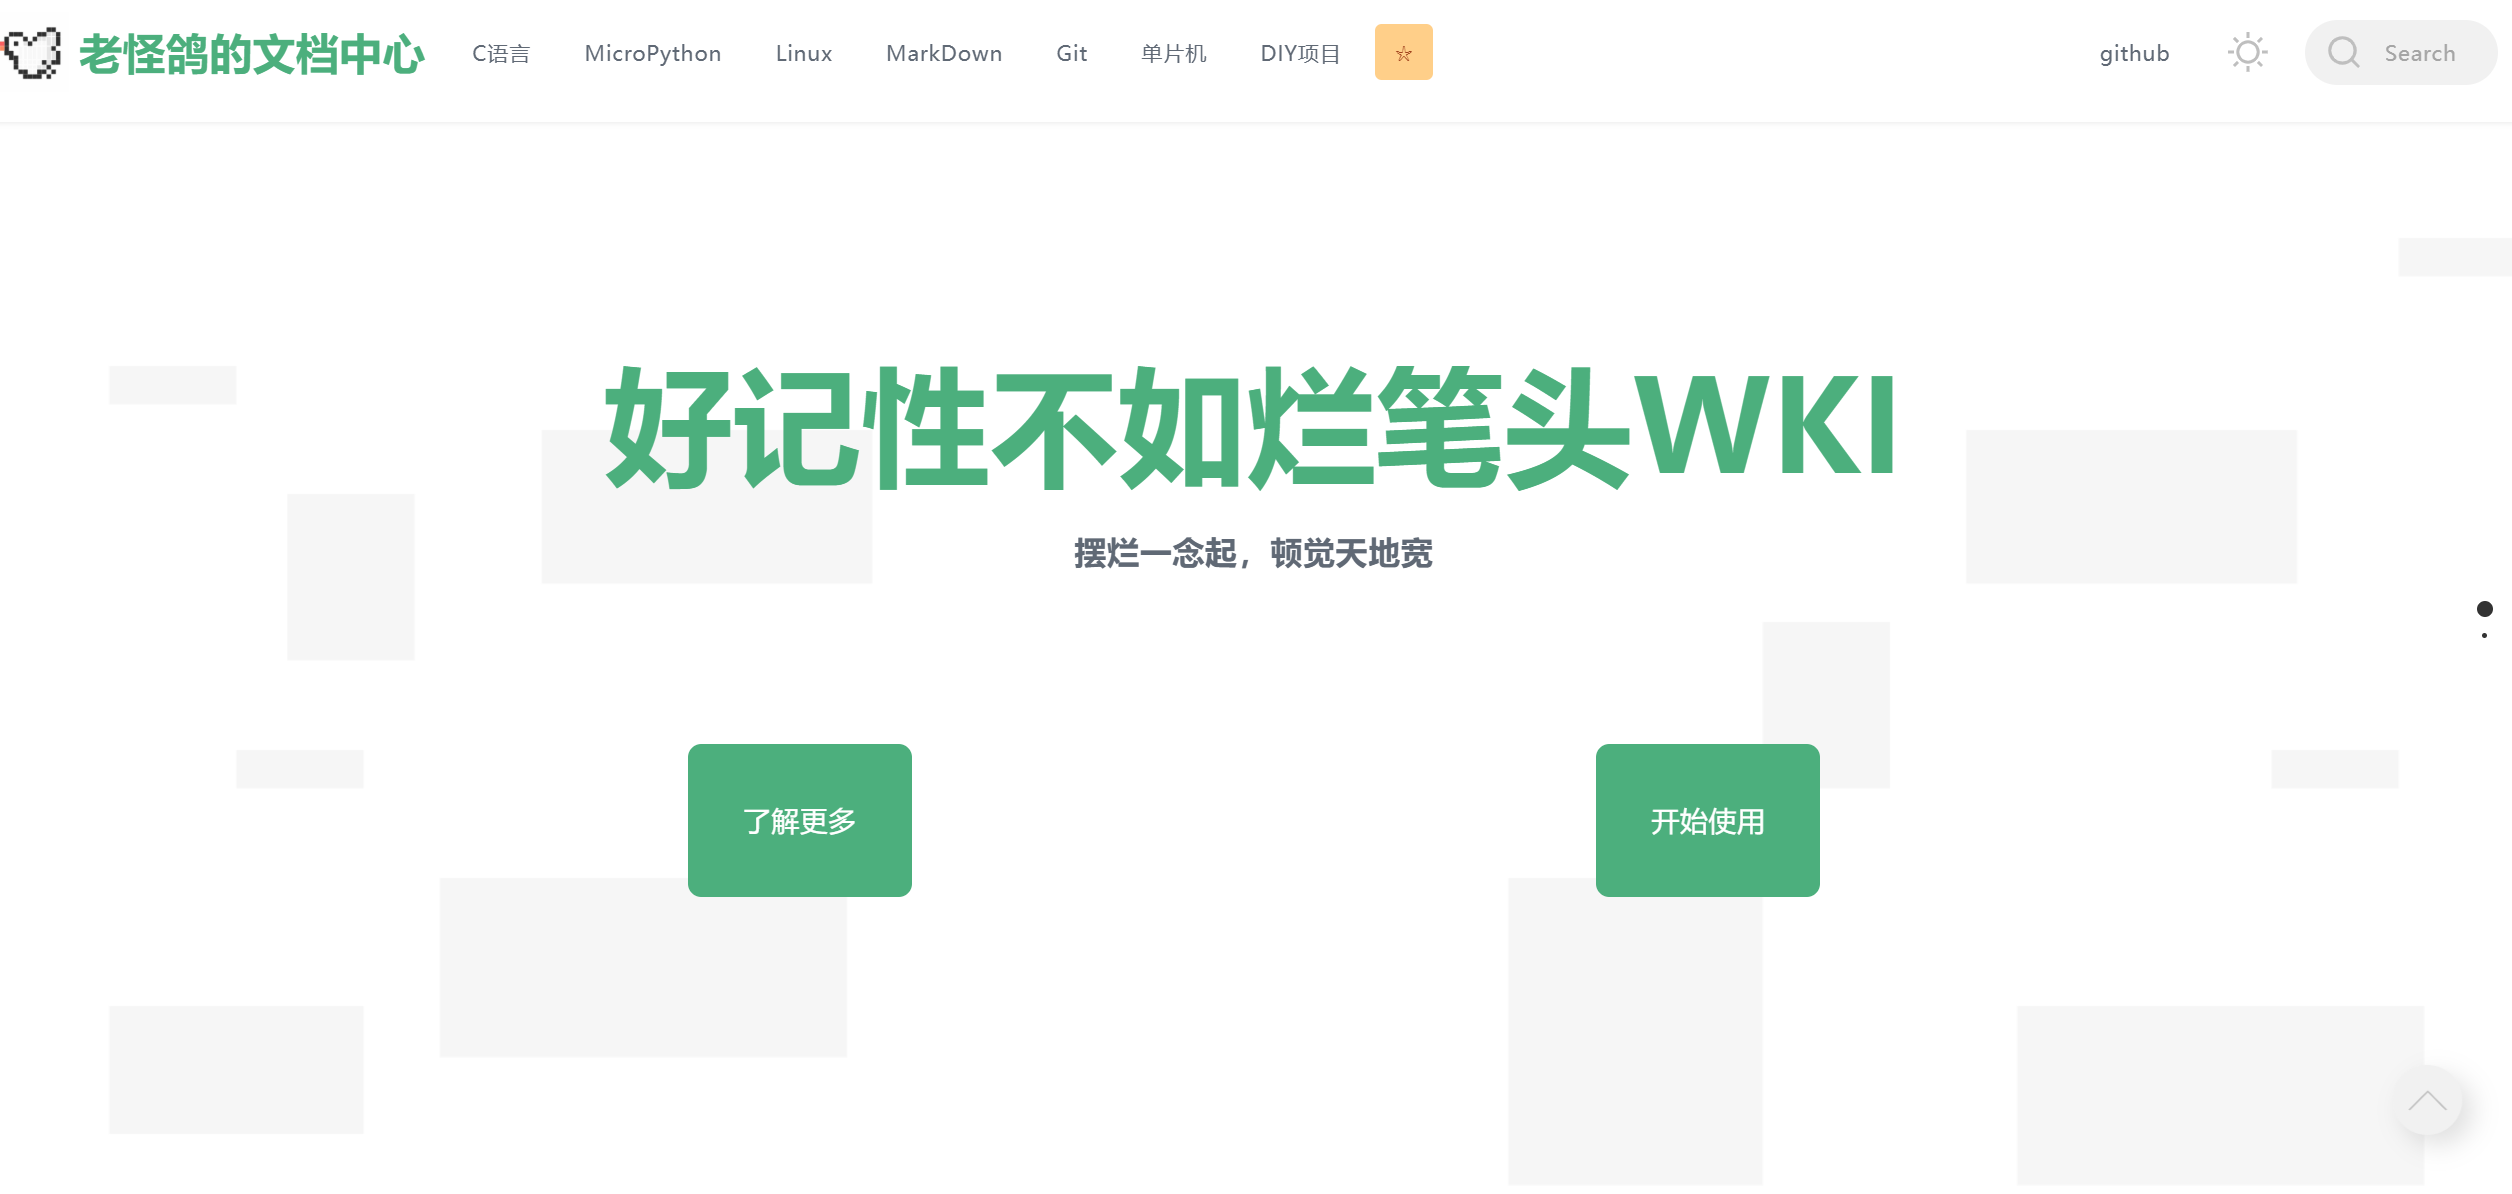 老怪鸽的文档中心 C语言 MicroPython Linux MarkDown Git 单片机 DIY项目 ☆ github Search
好记性不如烂笔头WKI
摆烂一念起，顿觉天地宽
了解更多 开始使用